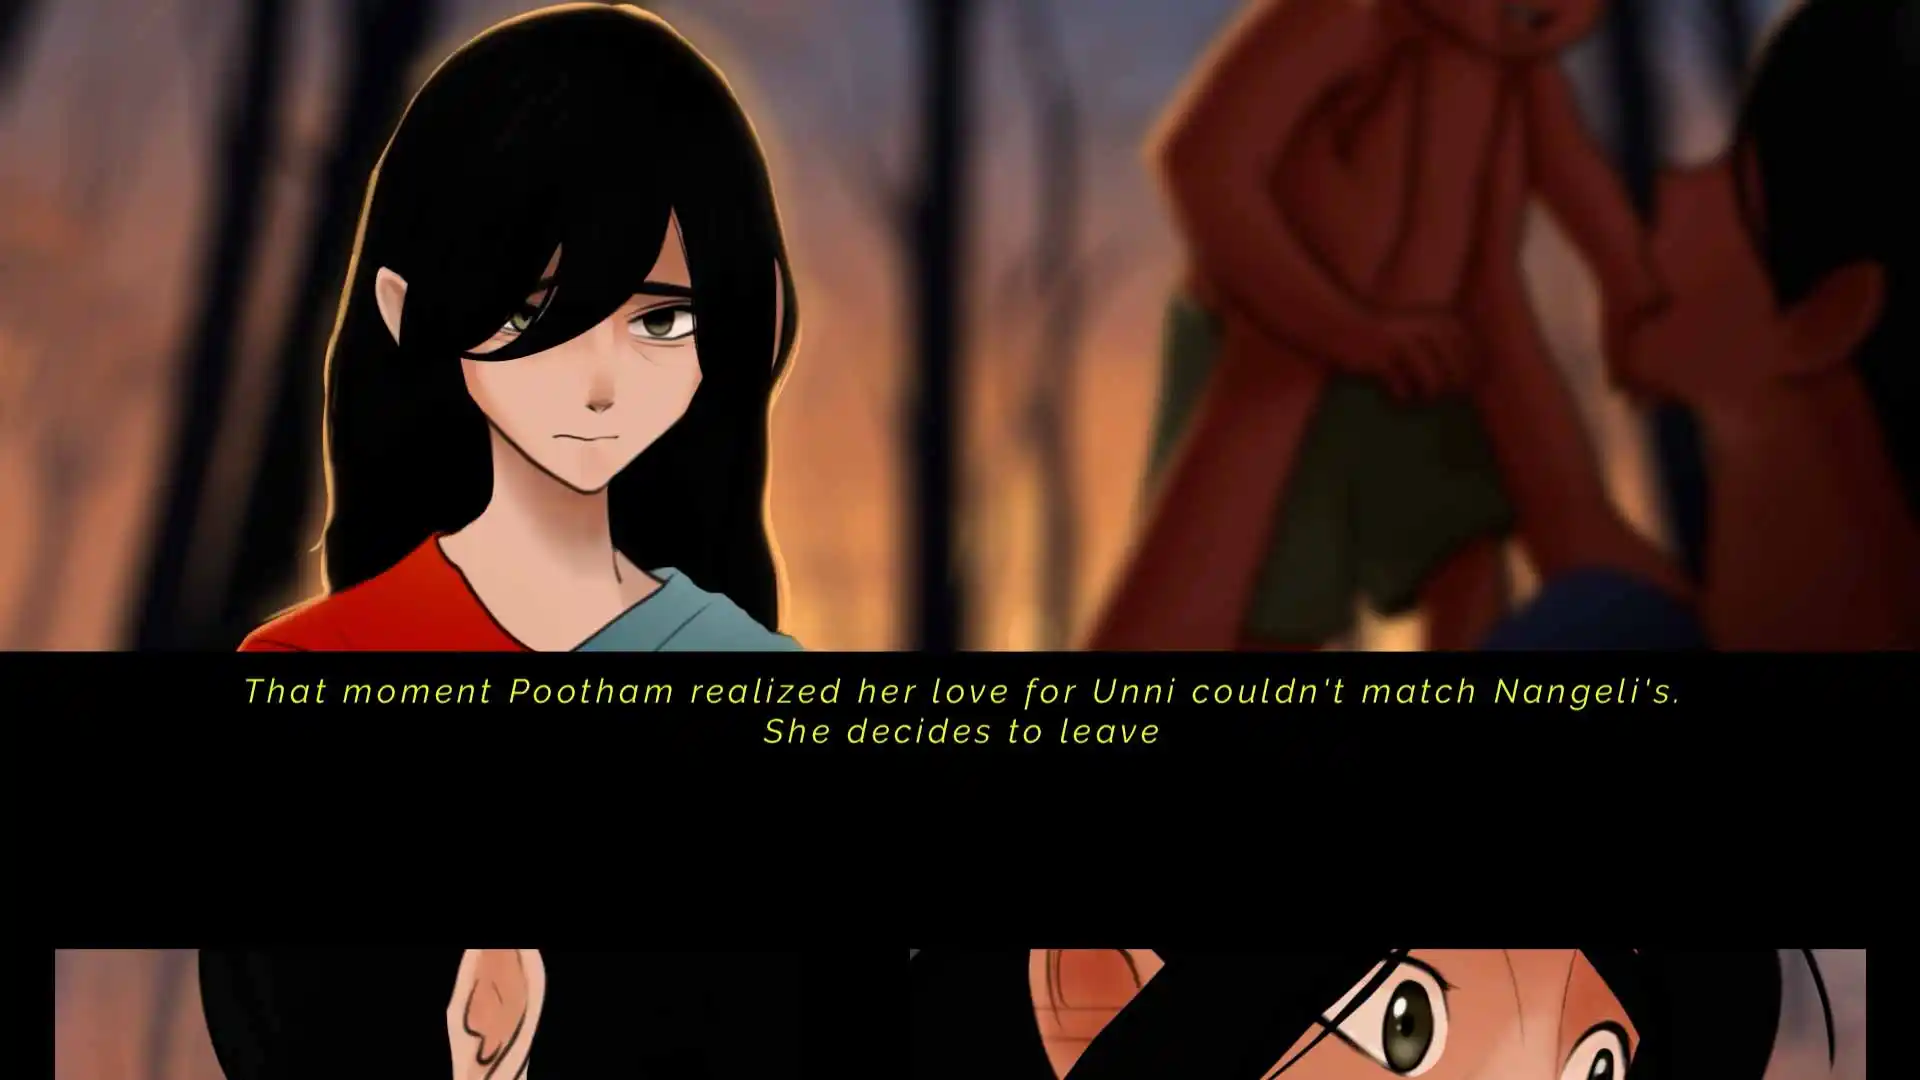 That moment Pootham realized her love for Unni couldn't match Nangeli's.
She decides to leave